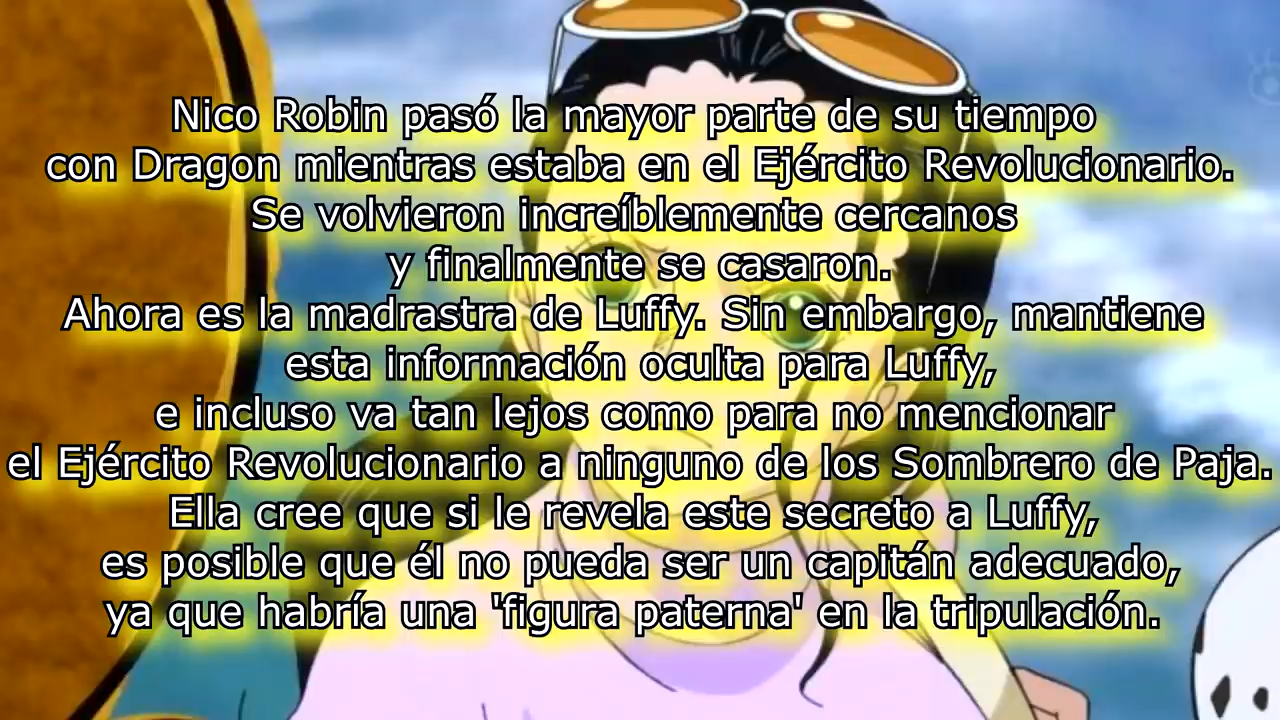 Nico Robin pasó la mayor parte de su tiempo
con Dragon mientras estaba en el Ejército Revolucionario.
Se volvieron increíblemente cercanos
y finalmente se casaron.
Ahora es la madrastra de Luffy. Sin embargo, mantiene
esta información oculta para Luffy,
e incluso va tan lejos como para no mencionar
el Ejército Revolucionario a ninguno de los Sombrero de Paja.
Ella cree que si le revela este secreto a Luffy,
es posible que él no pueda ser un capitán adecuado,
ya que habría una 'figura paterna' en la tripulación.